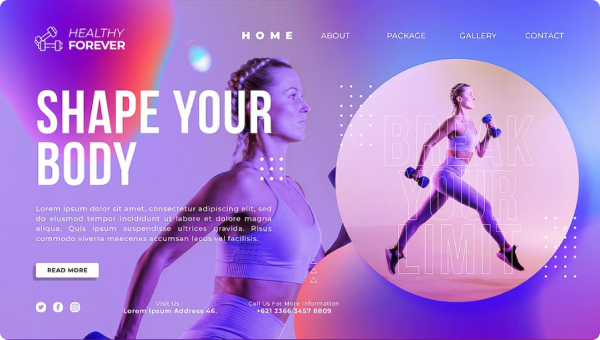 HEALTHY
FOREVER
HOME
ABOUT
PACKAGE
GALLERY
CONTACT
SHAPE YOUR
BODY
BREAK
YOUR
LIMIT
Lorem ipsum dolor sit amet, consectetur adipiscing elit,
do eiusmod tempor incididunt ut labore et dolore magna
aliqua. Quis ipsum suspendisse ultrices gravida. Risus
commodo viverra maecenas accumsan lacus vel facilisis.
READ MORE
Visit Us :
Lorem Ipsum Address 46.
Call Us For More Information
+621 2366 3457 8809